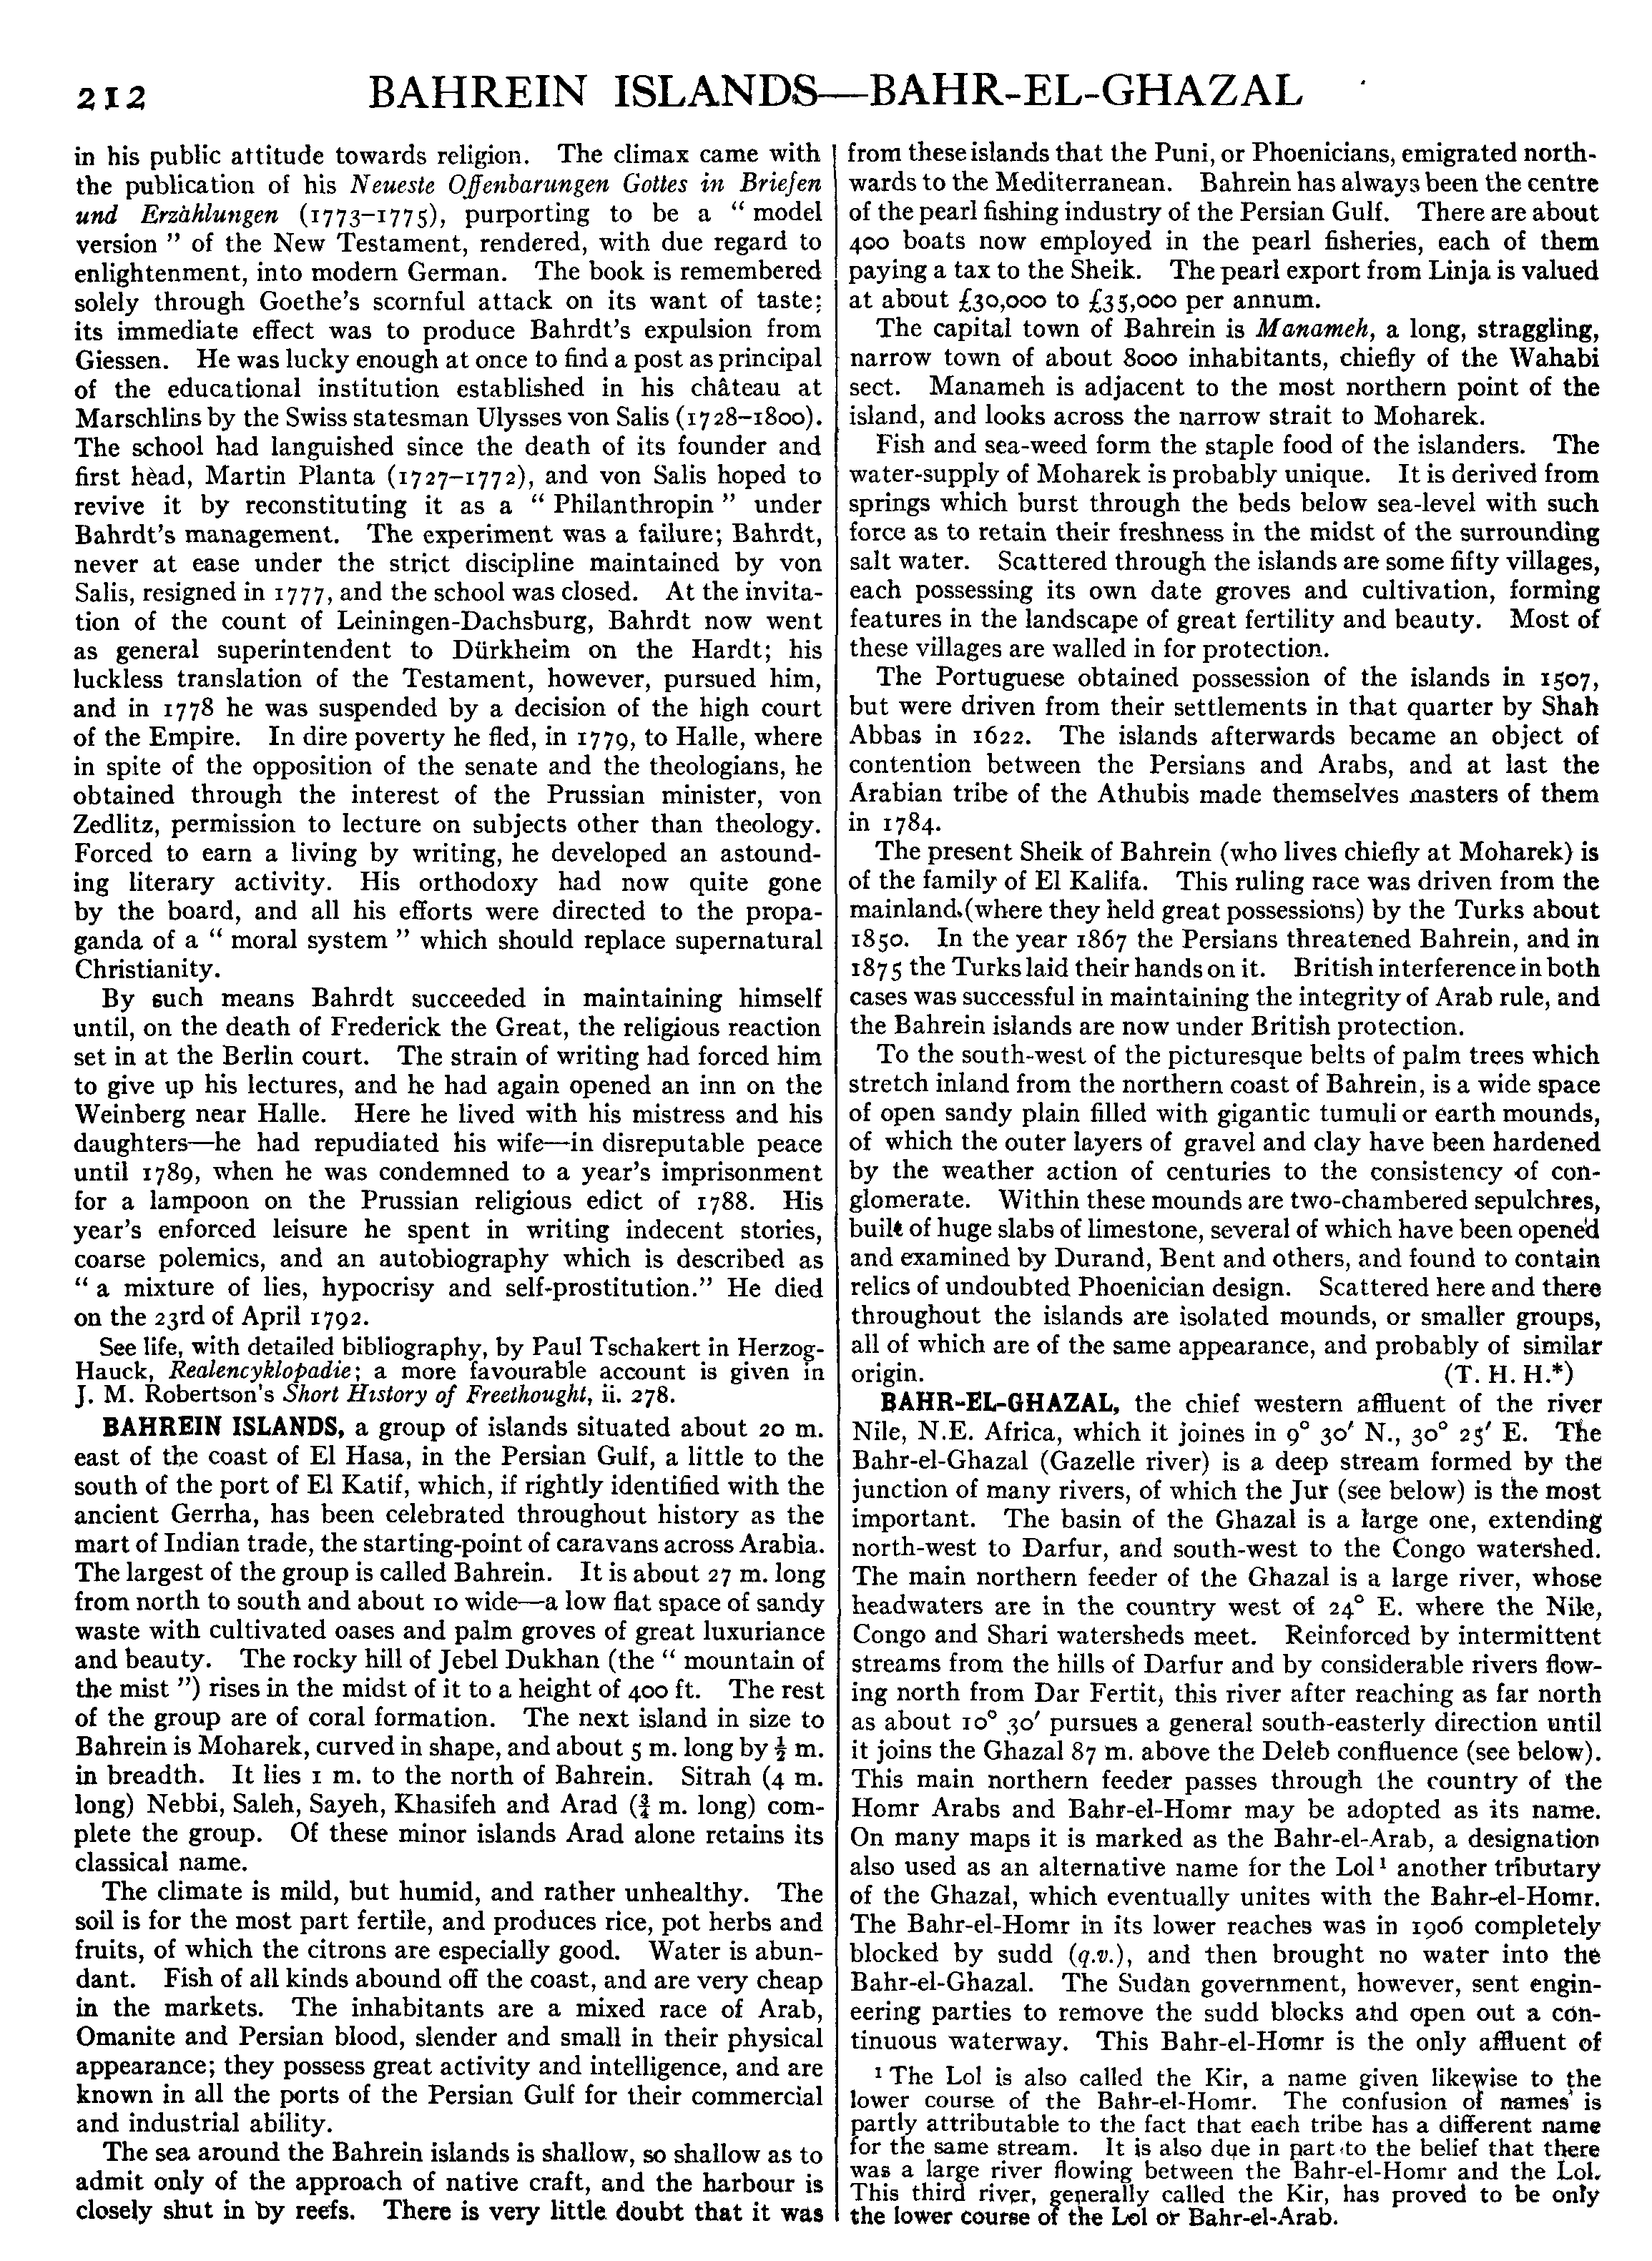 212 BAHREIN ISLANDS—BAHR-EL-GHAZAL
in his public attitude towards religion. The climax came with
the publication of his Neueste Offenbarungen Gottes in Briefen
und Erzählungen (1773–1775), purporting to be a “ model
version ” of the New Testament, rendered, with due regard to
enlightenment, into modern German. The book is remembered
solely through Goethe’s scornful attack on its want of taste;
its immediate effect was to produce Bahrdt’s expulsion from
Giessen. He was lucky enough at once to find a post as principal
of the educational institution established in his château at
Marschlins by the Swiss statesman Ulysses von Salis (1728–1800).
The school had languished since the death of its founder and
first head, Martin Planta (1727–1772), and von Salis hoped to
revive it by reconstituting it as a “ Philanthropin ” under
Bahrdt’s management. The experiment was a failure; Bahrdt,
never at ease under the strict discipline maintained by von
Salis, resigned in 1777, and the school was closed. At the invita-
tion of the count of Leiningen-Dachsburg, Bahrdt now went
as general superintendent to Dürkheim on the Hardt; his
luckless translation of the Testament, however, pursued him,
and in 1778 he was suspended by a decision of the high court
of the Empire. In dire poverty he fled, in 1779, to Halle, where
in spite of the opposition of the senate and the theologians, he
obtained through the interest of the Prussian minister, von
Zedlitz, permission to lecture on subjects other than theology.
Forced to earn a living by writing, he developed an astound-
ing literary activity. His orthodoxy had now quite gone
by the board, and all his efforts were directed to the propa-
ganda of a “ moral system ” which should replace supernatural
Christianity.
By such means Bahrdt succeeded in maintaining himself
until, on the death of Frederick the Great, the religious reaction
set in at the Berlin court. The strain of writing had forced him
to give up his lectures, and he had again opened an inn on the
Weinberg near Halle. Here he lived with his mistress and his
daughters—he had repudiated his wife—in disreputable peace
until 1789, when he was condemned to a year’s imprisonment
for a lampoon on the Prussian religious edict of 1788. His
year’s enforced leisure he spent in writing indecent stories,
coarse polemics, and an autobiography which is described as
“ a mixture of lies, hypocrisy and self-prostitution.” He died
on the 23rd of April 1792.
See life, with detailed bibliography, by Paul Tschakert in Herzog-
Hauck, Realencyklopadie; a more favourable account is given in
J. M. Robertson’s Short History of Freethought, ii. 278.
BAHREIN ISLANDS, a group of islands situated about 20 m.
east of the coast of El Hasa, in the Persian Gulf, a little to the
south of the port of El Katif, which, if rightly identified with the
ancient Gerrha, has been celebrated throughout history as the
mart of Indian trade, the starting-point of caravans across Arabia.
The largest of the group is called Bahrein. It is about 27 m. long
from north to south and about 10 wide—a low flat space of sandy
waste with cultivated oases and palm groves of great luxuriance
and beauty. The rocky hill of Jebel Dukhan (the “ mountain of
the mist ”) rises in the midst of it to a height of 400 ft. The rest
of the group are of coral formation. The next island in size to
Bahrein is Moharek, curved in shape, and about 5 m. long by ½ m.
in breadth. It lies 1 m. to the north of Bahrein. Sitrah (4 m.
long) Nebbi, Saleh, Sayeh, Khasifeh and Arad (¾ m. long) com-
plete the group. Of these minor islands Arad alone retains its
classical name.
The climate is mild, but humid, and rather unhealthy. The
soil is for the most part fertile, and produces rice, pot herbs and
fruits, of which the citrons are especially good. Water is abun-
dant. Fish of all kinds abound off the coast, and are very cheap
in the markets. The inhabitants are a mixed race of Arab,
Omanite and Persian blood, slender and small in their physical
appearance; they possess great activity and intelligence, and are
known in all the ports of the Persian Gulf for their commercial
and industrial ability.
The sea around the Bahrein islands is shallow, so shallow as to
admit only of the approach of native craft, and the harbour is
closely shut in by reefs. There is very little doubt that it was
from these islands that the Puni, or Phoenicians, emigrated north-
wards to the Mediterranean. Bahrein has always been the centre
of the pearl fishing industry of the Persian Gulf. There are about
400 boats now employed in the pearl fisheries, each of them
paying a tax to the Sheik. The pearl export from Linja is valued
at about £30,000 to £35,000 per annum.
The capital town of Bahrein is Manameh, a long, straggling,
narrow town of about 8000 inhabitants, chiefly of the Wahabi
sect. Manameh is adjacent to the most northern point of the
island, and looks across the narrow strait to Moharek.
Fish and sea-weed form the staple food of the islanders. The
water-supply of Moharek is probably unique. It is derived from
springs which burst through the beds below sea-level with such
force as to retain their freshness in the midst of the surrounding
salt water. Scattered through the islands are some fifty villages,
each possessing its own date groves and cultivation, forming
features in the landscape of great fertility and beauty. Most of
these villages are walled in for protection.
The Portuguese obtained possession of the islands in 1507,
but were driven from their settlements in that quarter by Shah
Abbas in 1622. The islands afterwards became an object of
contention between the Persians and Arabs, and at last the
Arabian tribe of the Athubis made themselves masters of them
in 1784.
The present Sheik of Bahrein (who lives chiefly at Moharek) is
of the family of El Kalifa. This ruling race was driven from the
mainland (where they held great possessions) by the Turks about
1850. In the year 1867 the Persians threatened Bahrein, and in
1875 the Turks laid their hands on it. British interference in both
cases was successful in maintaining the integrity of Arab rule, and
the Bahrein islands are now under British protection.
To the south-west of the picturesque belts of palm trees which
stretch inland from the northern coast of Bahrein, is a wide space
of open sandy plain filled with gigantic tumuli or earth mounds,
of which the outer layers of gravel and clay have been hardened
by the weather action of centuries to the consistency of con-
glomerate. Within these mounds are two-chambered sepulchres,
built of huge slabs of limestone, several of which have been opened
and examined by Durand, Bent and others, and found to contain
relics of undoubted Phoenician design. Scattered here and there
throughout the islands are isolated mounds, or smaller groups,
all of which are of the same appearance, and probably of similar
origin. (T. H. H.*)
BAHR-EL-GHAZAL, the chief western affluent of the river
Nile, N.E. Africa, which it joines in 9° 30′ N., 30° 25′ E. The
Bahr-el-Ghazal (Gazelle river) is a deep stream formed by the
junction of many rivers, of which the Jur (see below) is the most
important. The basin of the Ghazal is a large one, extending
north-west to Darfur, and south-west to the Congo watershed.
The main northern feeder of the Ghazal is a large river, whose
headwaters are in the country west of 24° E. where the Nile,
Congo and Shari watersheds meet. Reinforced by intermittent
streams from the hills of Darfur and by considerable rivers flow-
ing north from Dar Fertit, this river after reaching as far north
as about 10° 30′ pursues a general south-easterly direction until
it joins the Ghazal 87 m. above the Deleb confluence (see below).
This main northern feeder passes through the country of the
Homr Arabs and Bahr-el-Homr may be adopted as its name.
On many maps it is marked as the Bahr-el-Arab, a designation
also used as an alternative name for the Lol¹ another tributary
of the Ghazal, which eventually unites with the Bahr-el-Homr.
The Bahr-el-Homr in its lower reaches was in 1906 completely
blocked by sudd (q.v.), and then brought no water into the
Bahr-el-Ghazal. The Sudan government, however, sent engin-
eering parties to remove the sudd blocks and open out a con-
tinuous waterway. This Bahr-el-Homr is the only affluent of
¹ The Lol is also called the Kir, a name given likewise to the
lower course of the Bahr-el-Homr. The confusion of names is
partly attributable to the fact that each tribe has a different name
for the same stream. It is also due in part to the belief that there
was a large river flowing between the Bahr-el-Homr and the Lol.
This third river, generally called the Kir, has proved to be only
the lower course of the Lol or Bahr-el-Arab.